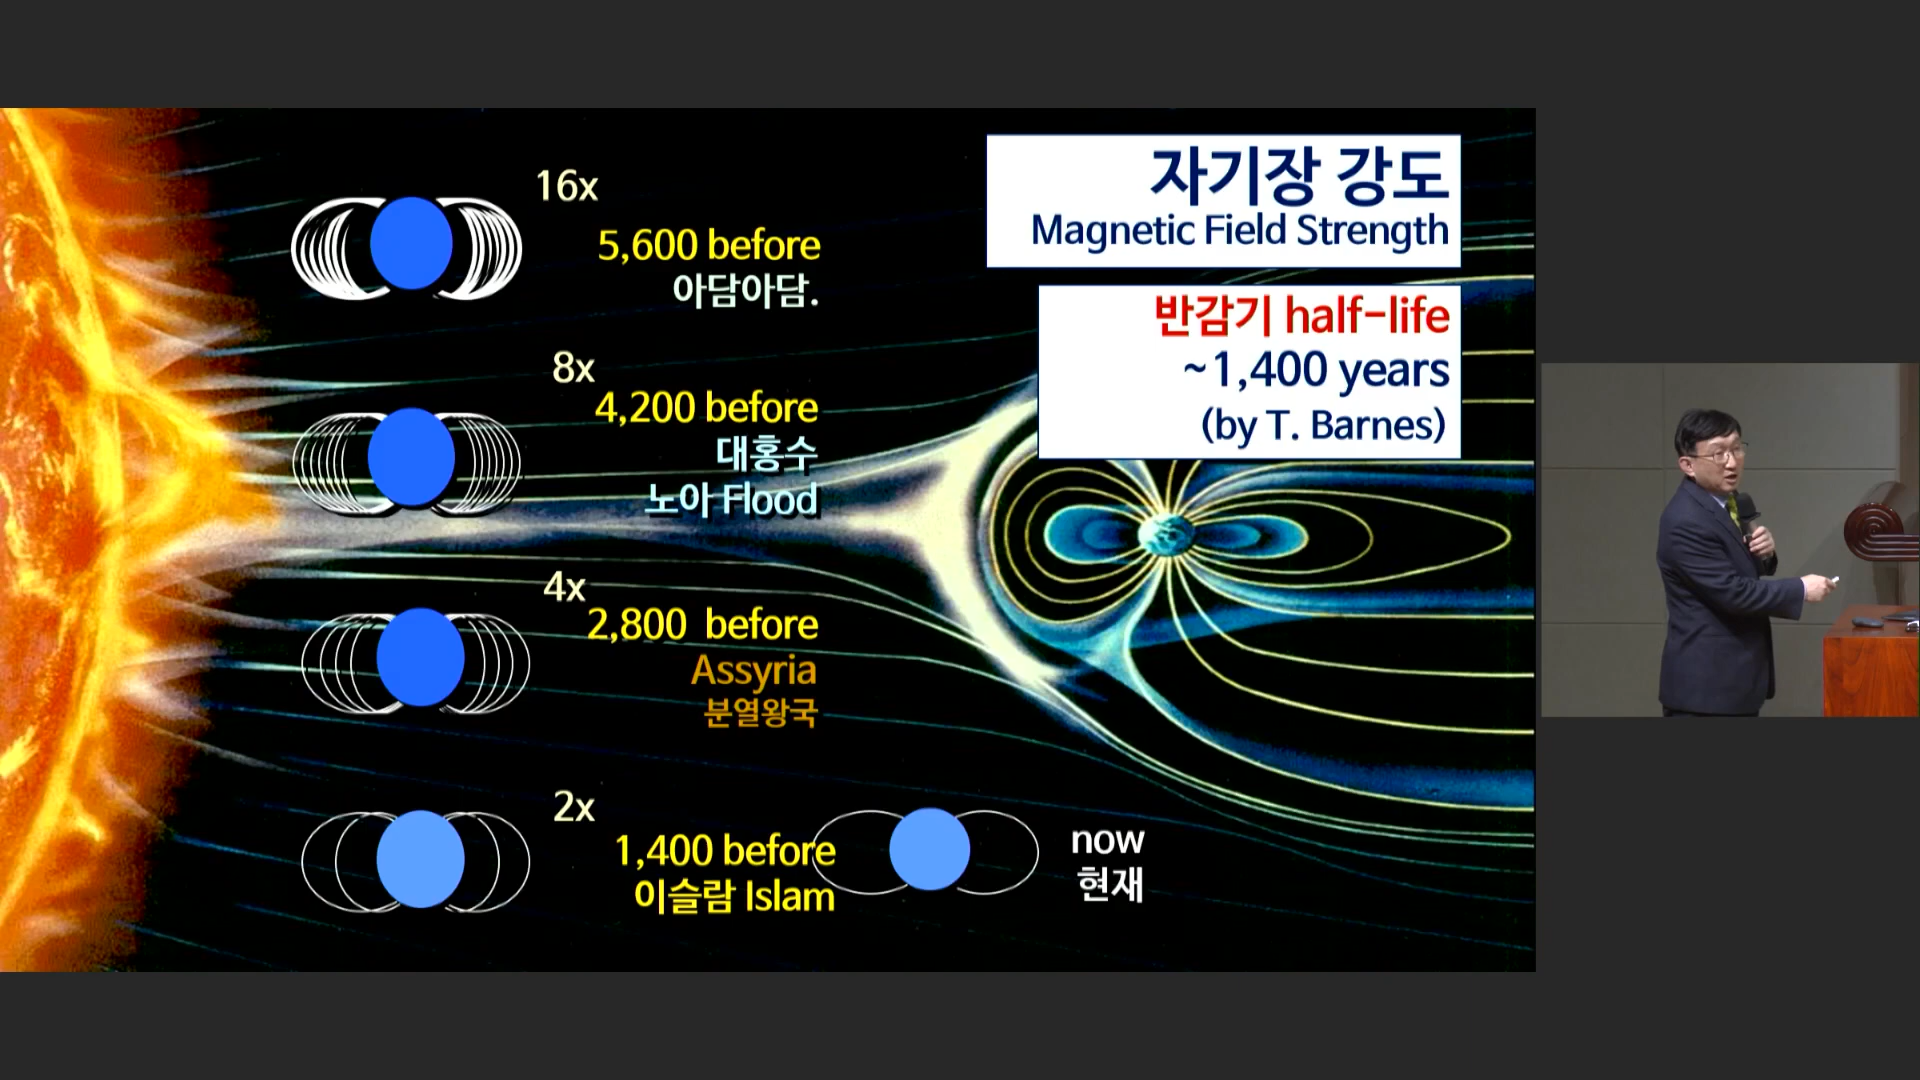 자기장 강도
Magnetic Field Strength
반감기 half-life
~1,400 years
(by T. Barnes)
16x
5,600 before
아담아담.
8x
4,200 before
대홍수
노아 Flood
4x
2,800 before
Assyria
분열왕국
2x
1,400 before
이슬람 Islam
now
현재